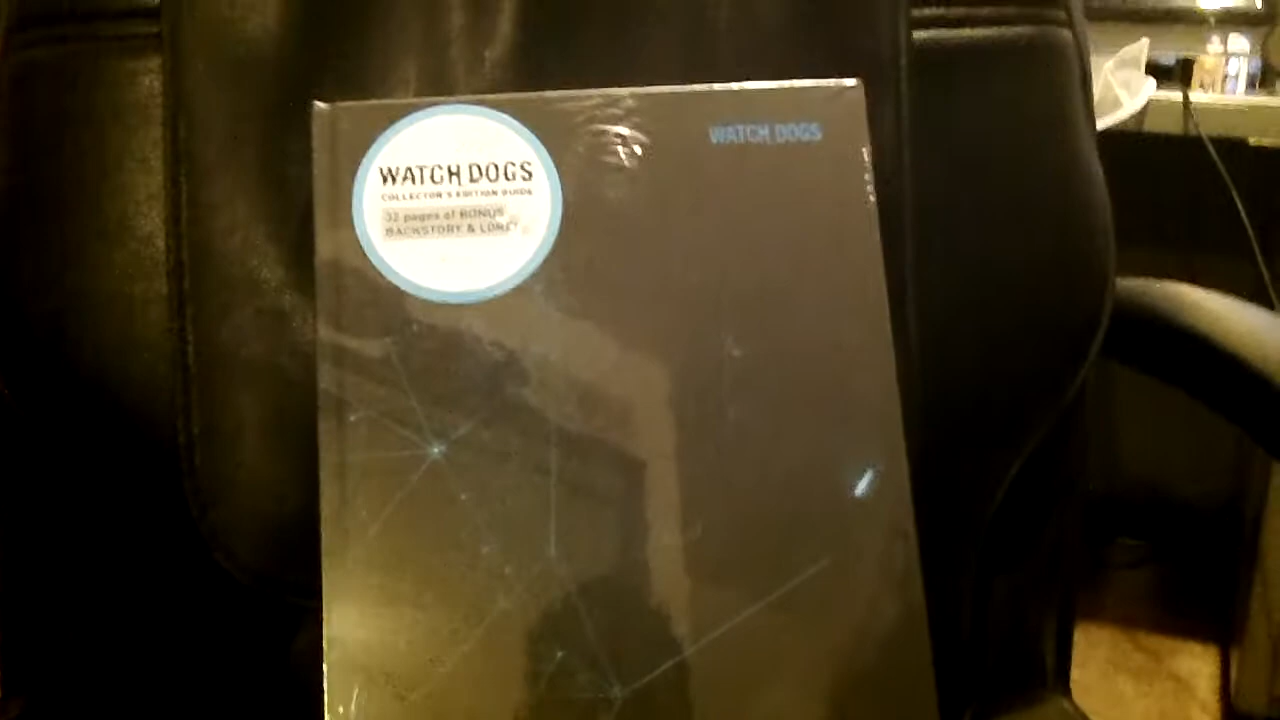 WATCH DOGS
WATCH DOGS
COLLECTOR'S EDITION GUIDE
32 pages of BONUS
BACKSTORY & LORE!